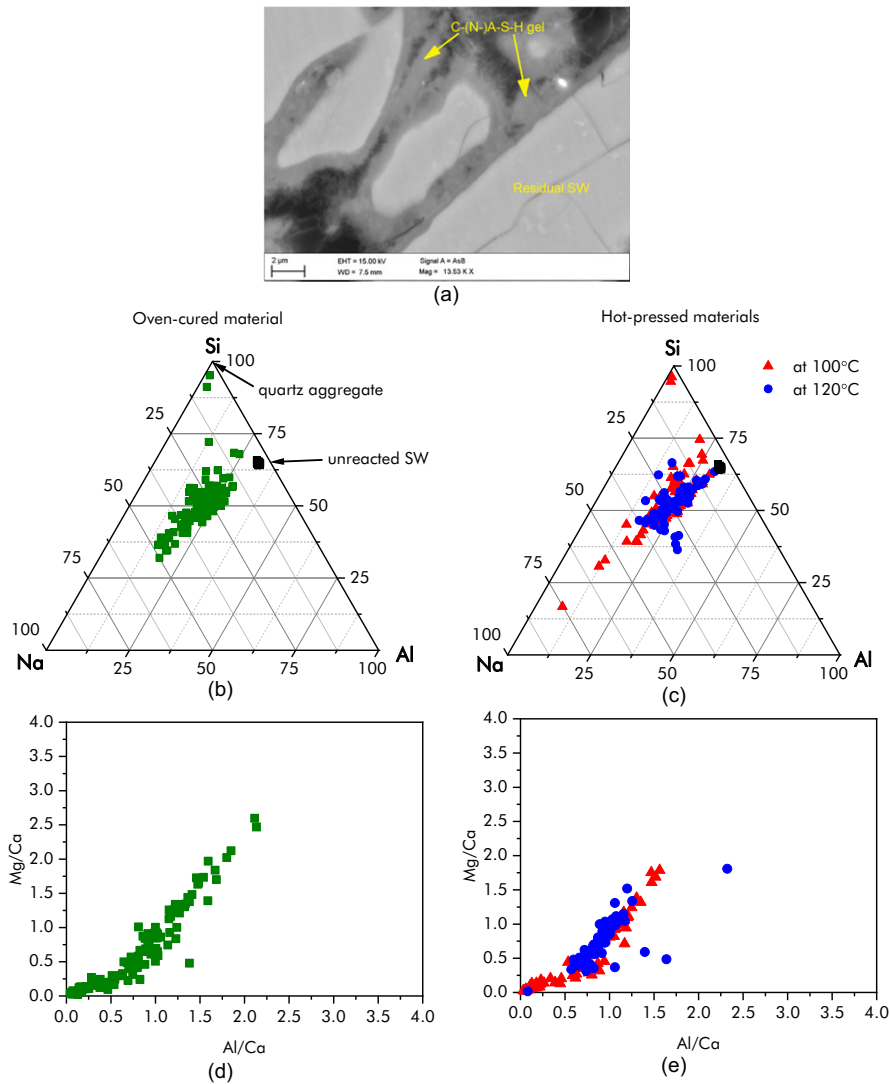 C-(N-)A-S-H gel
Residual SW
2 µm
EHT = 15.00 kV
Signal A = AsB
WD = 7.5 mm
Mag = 13.53 K X
(a)
Oven-cured material
Si
100
quartz aggregate
25
75
unreacted SW
50
50
75
25
100
Na
25
50
75
100
Al
(b)
Hot-pressed materials
Si
100
at 100°C
at 120°C
25
75
50
50
75
25
100
Na
25
50
75
100
Al
(c)
Mg/Ca
4.0
3.5
3.0
2.5
2.0
1.5
1.0
0.5
0.0
0.0 0.5 1.0 1.5 2.0 2.5 3.0 3.5 4.0
Al/Ca
(d)
Mg/Ca
4.0
3.5
3.0
2.5
2.0
1.5
1.0
0.5
0.0
0.0 0.5 1.0 1.5 2.0 2.5 3.0 3.5 4.0
Al/Ca
(e)